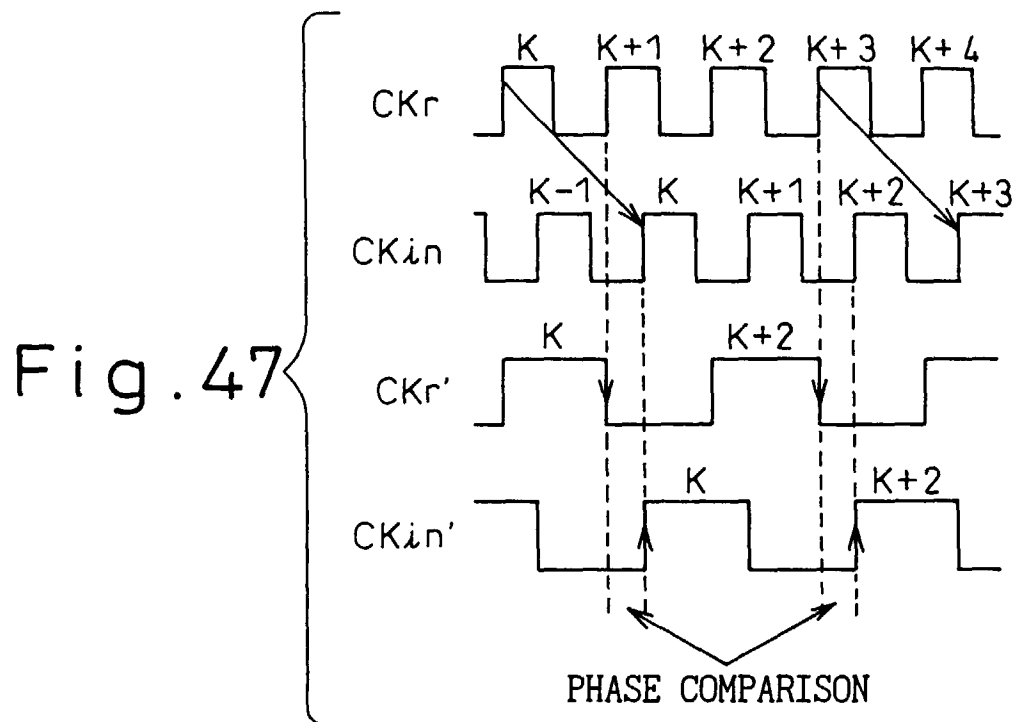 Fig.47
CKr
K K+1 K+2 K+3 K+4
CKin
K-1 K K+1 K+2 K+3
CKr'
K K+2
CKin'
K K+2
PHASE COMPARISON